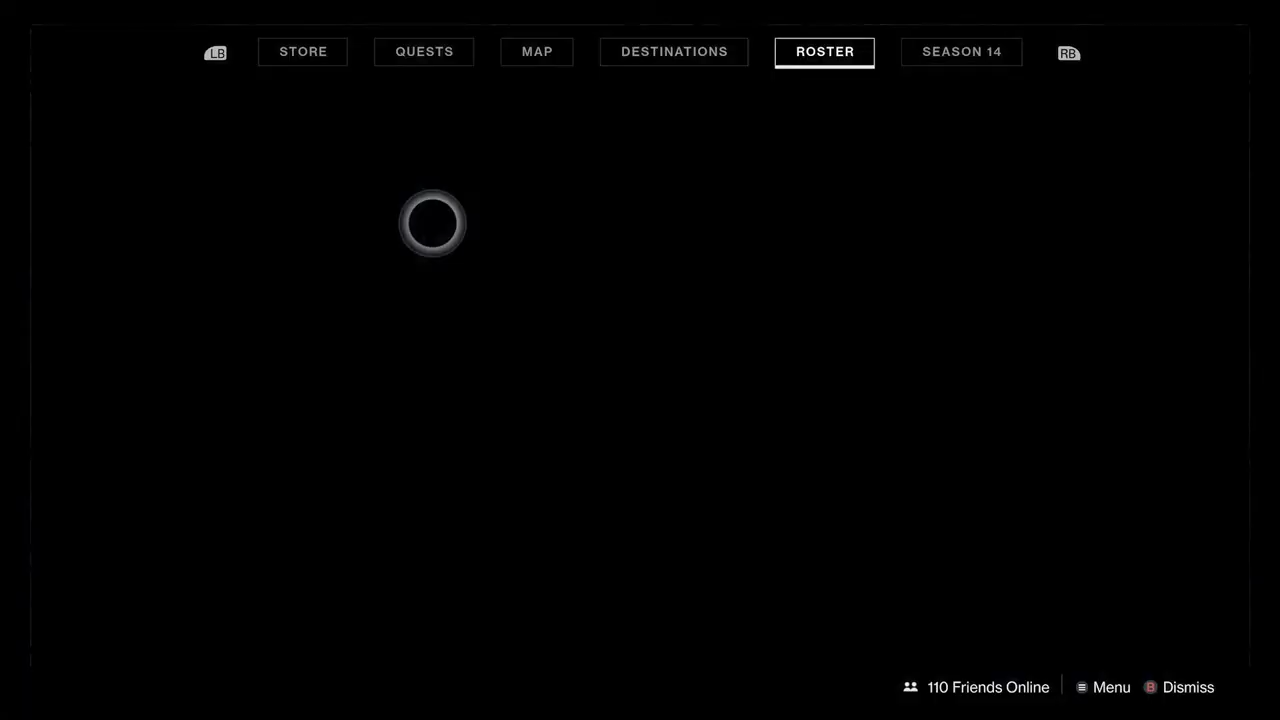 LB STORE QUESTS MAP DESTINATIONS ROSTER SEASON 14 RB
110 Friends Online Menu B Dismiss